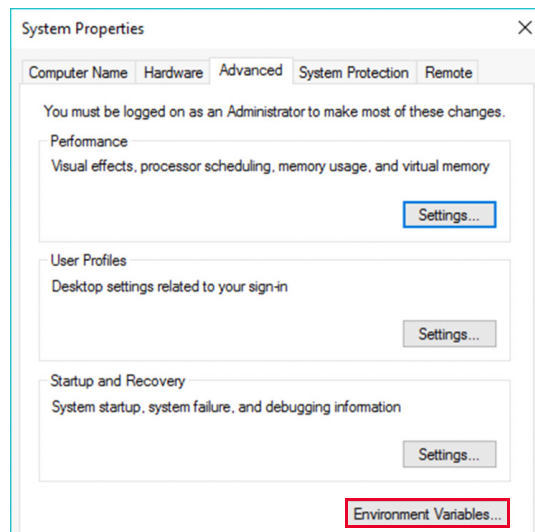 System Properties
Computer Name Hardware Advanced System Protection Remote
You must be logged on as an Administrator to make most of these changes.
Performance
Visual effects, processor scheduling, memory usage, and virtual memory
Settings...
User Profiles
Desktop settings related to your sign-in
Settings...
Startup and Recovery
System startup, system failure, and debugging information
Settings...
Environment Variables...